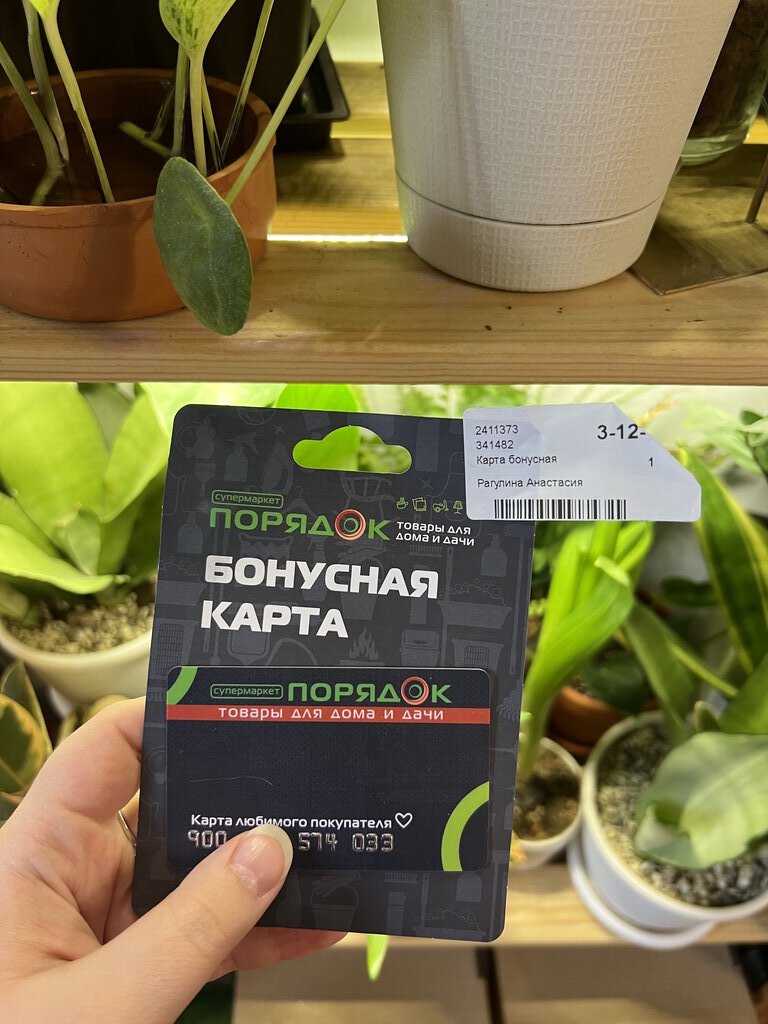 2411373
341482
3-12-
Карта бонусная
1
Рагулина Анастасия
супермаркет
ПОРЯДОК
товары для
дома и дачи
БОНУСНАЯ
КАРТА
супермаркет ПОРЯДОК
товары для дома и дачи
Карта любимого покупателя
900 574 033